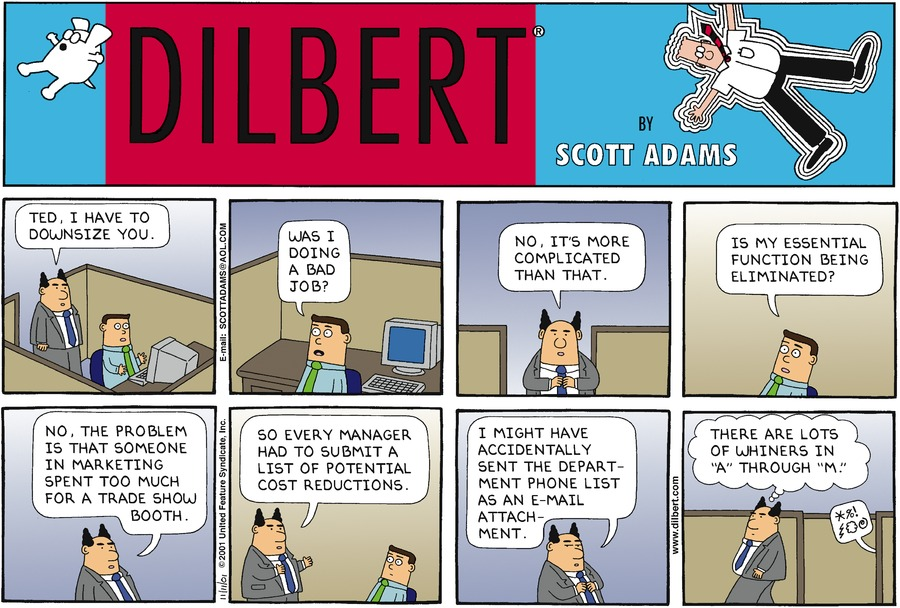 DILBERT®
BY
SCOTT ADAMS
TED, I HAVE TO
DOWNSIZE YOU.
E-mail: SCOTTADAMS@AOL.COM
WAS I
DOING
A BAD
JOB?
NO, IT'S MORE
COMPLICATED
THAN THAT.
IS MY ESSENTIAL
FUNCTION BEING
ELIMINATED?
NO, THE PROBLEM
IS THAT SOMEONE
IN MARKETING
SPENT TOO MUCH
FOR A TRADE SHOW
BOOTH.
11/11/01 © 2001 United Feature Syndicate, Inc.
SO EVERY MANAGER
HAD TO SUBMIT A
LIST OF POTENTIAL
COST REDUCTIONS.
I MIGHT HAVE
ACCIDENTALLY
SENT THE DEPART-
MENT PHONE LIST
AS AN E-MAIL
ATTACH-
MENT.
www.dilbert.com
THERE ARE LOTS
OF WHINERS IN
"A" THROUGH "M."
*%!